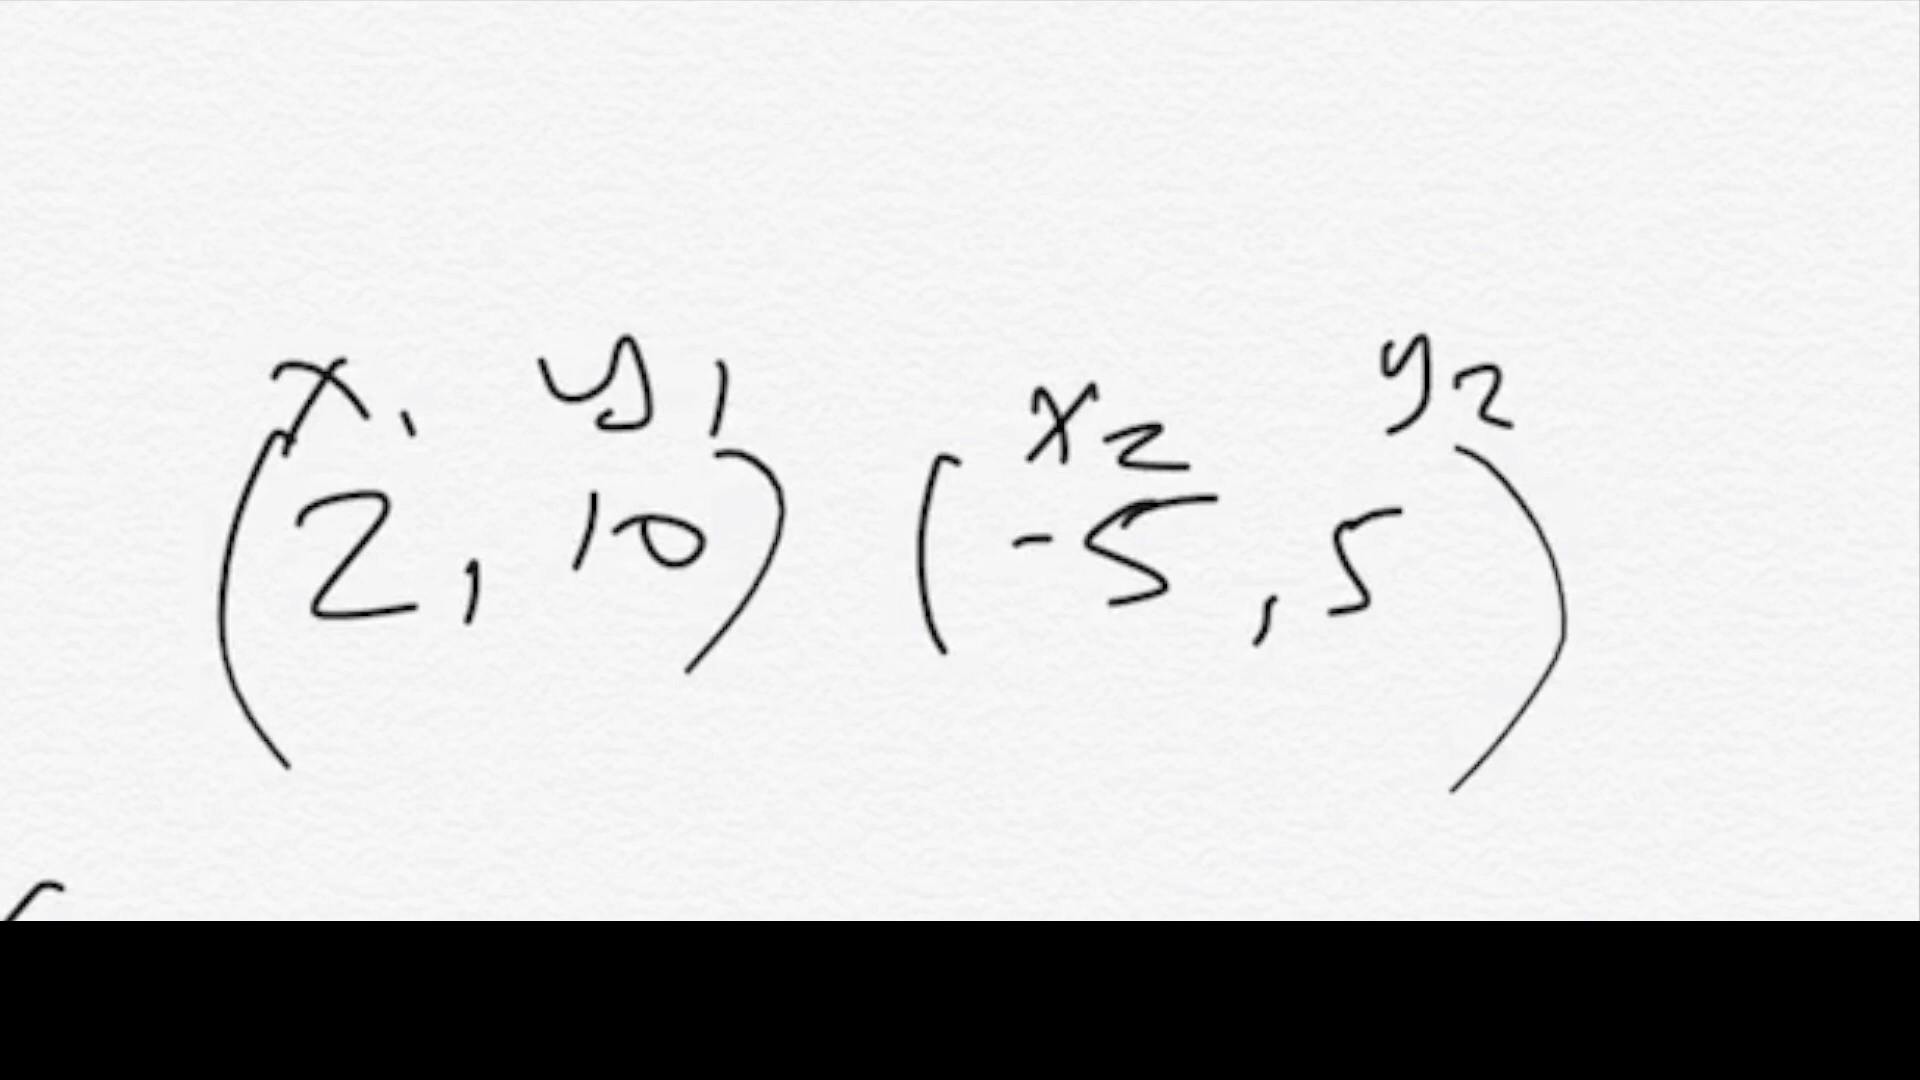 x₁ y₁ x₂ y₂
(2, 10) (-5, 5)